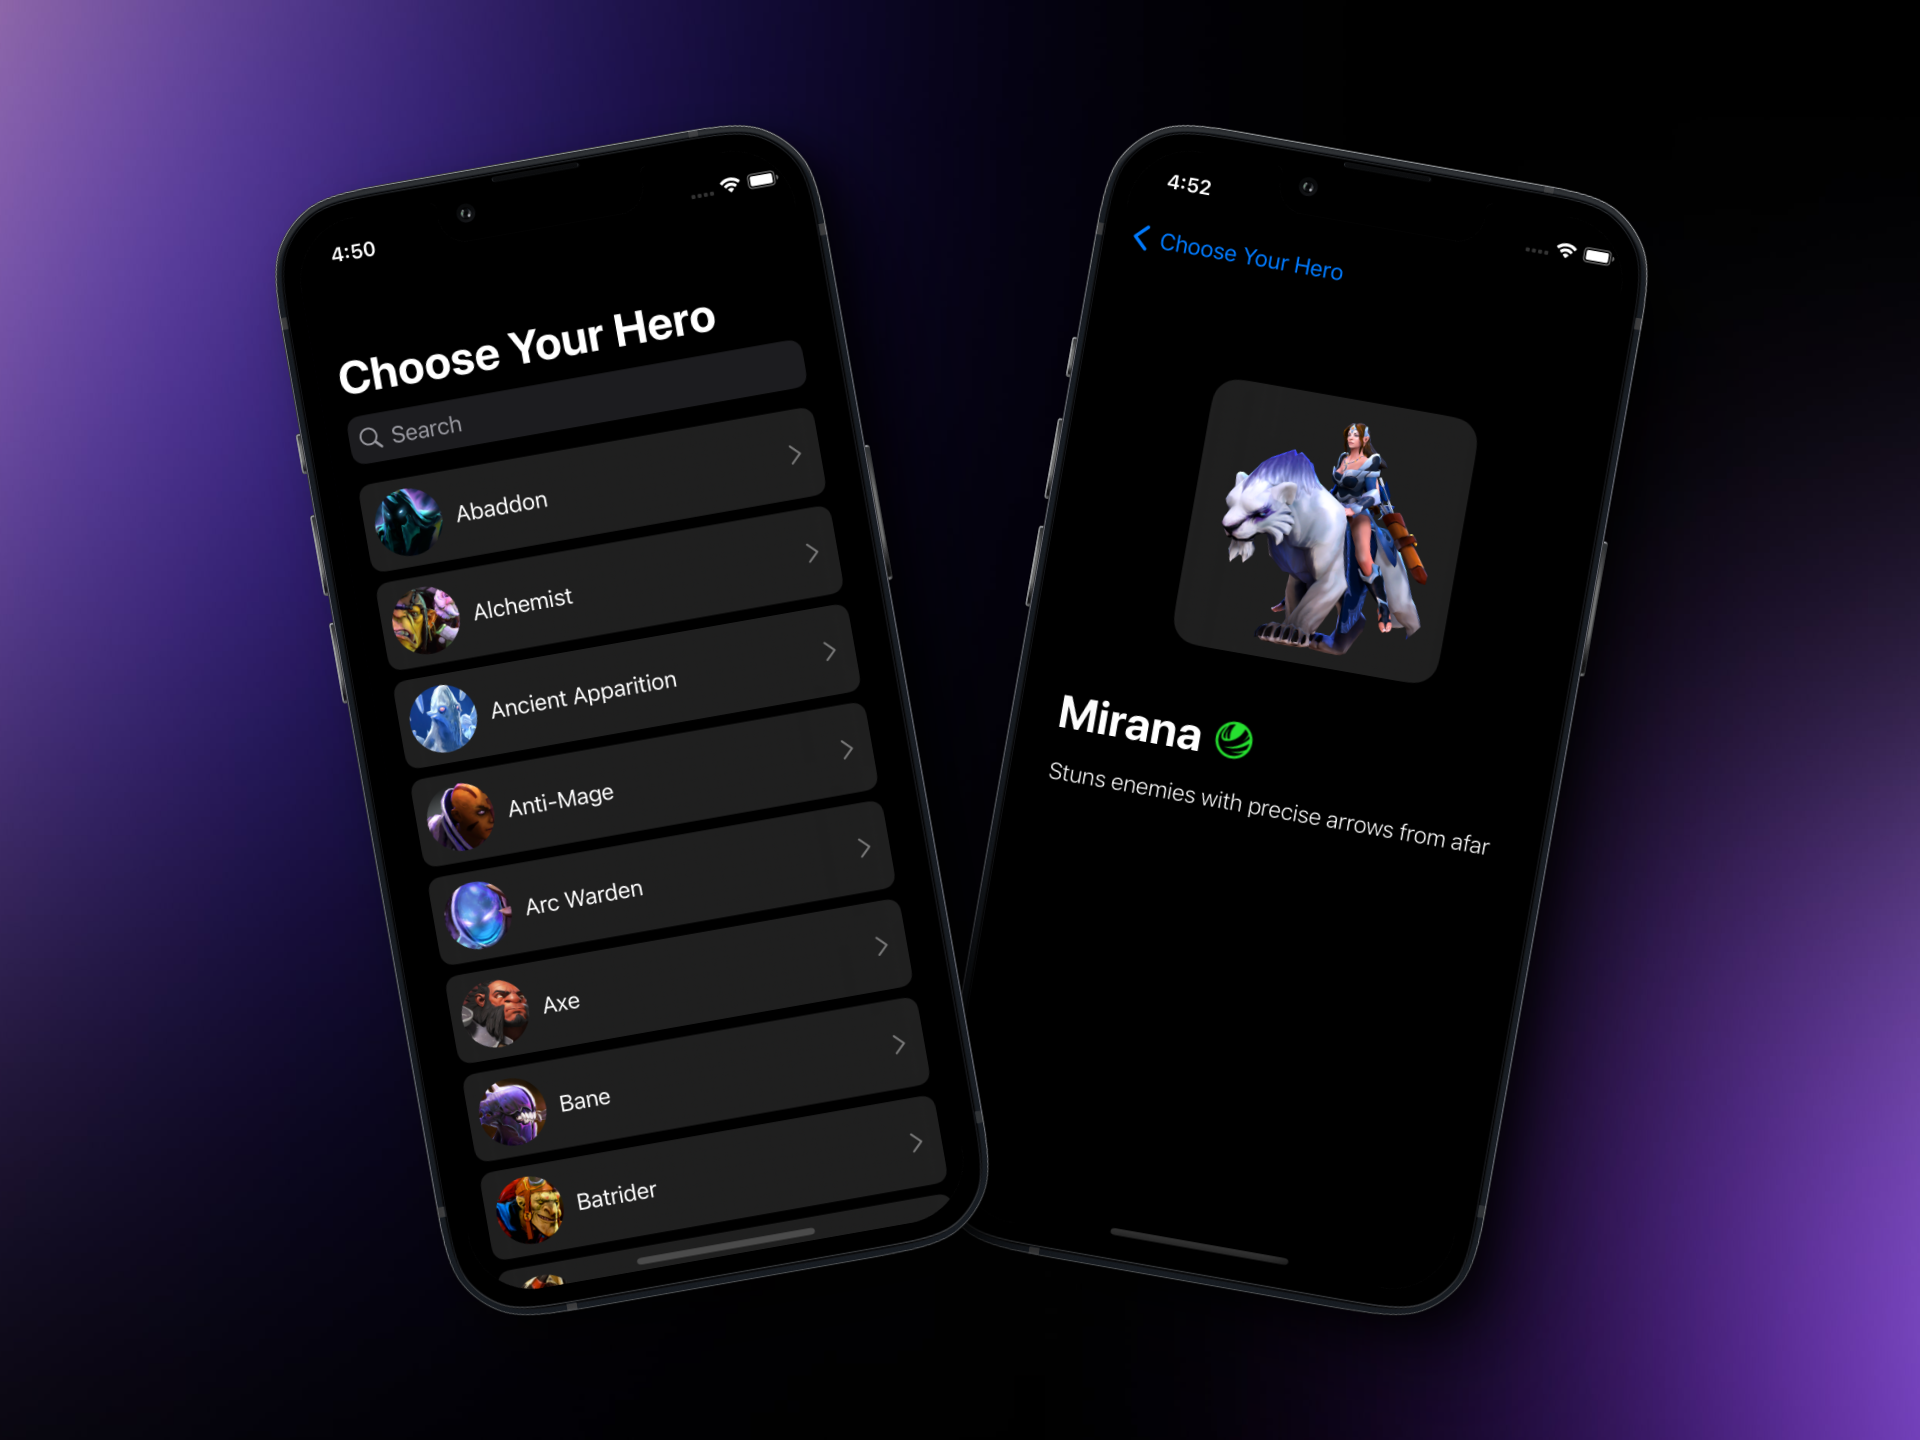 4:50
Choose Your Hero
Search
Abaddon
Alchemist
Ancient Apparition
Anti-Mage
Arc Warden
Axe
Bane
Batrider
4:52
Choose Your Hero
Mirana
Stuns enemies with precise arrows from afar